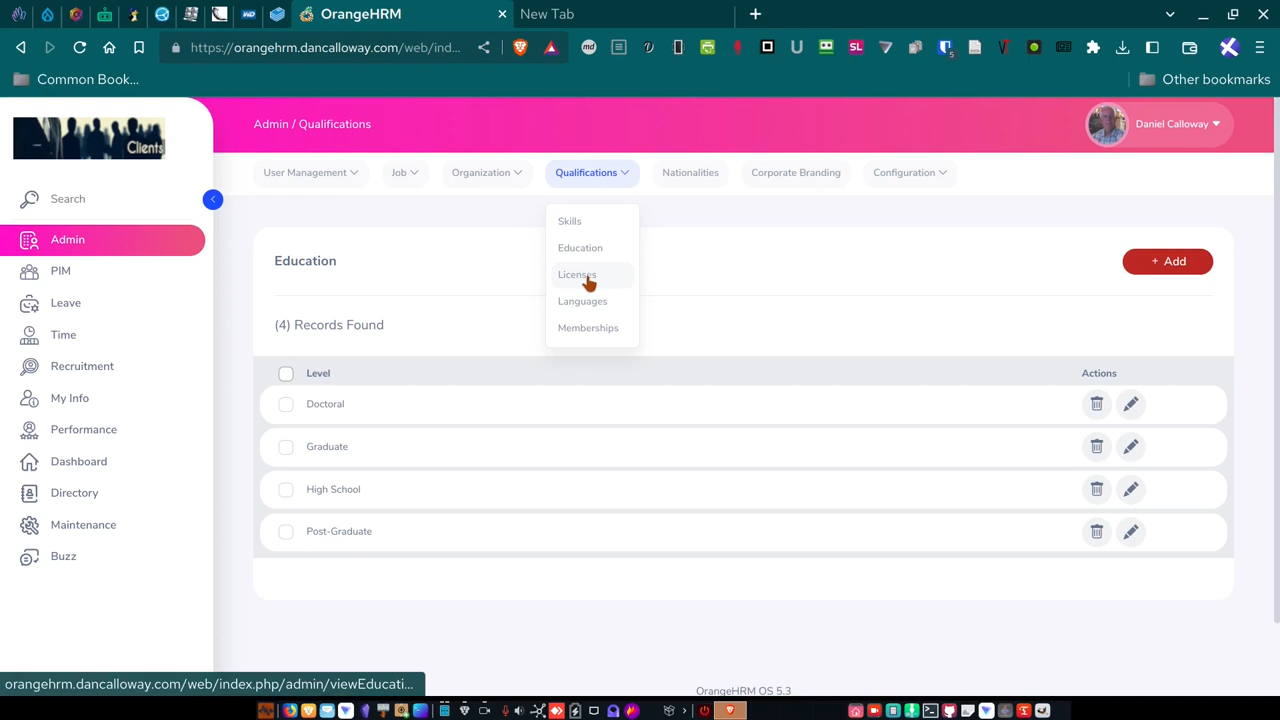 OrangeHRM
New Tab
https://orangehrm.dancalloway.com/web/ind...
Common Book...
Other bookmarks
Clients
Admin / Qualifications
Daniel Calloway
User Management
Job
Organization
Qualifications
Nationalities
Corporate Branding
Configuration
Search
Admin
PIM
Leave
Time
Recruitment
My Info
Performance
Dashboard
Directory
Maintenance
Buzz
Skills
Education
Licenses
Languages
Memberships
Education
+ Add
(4) Records Found
Level
Actions
Doctoral
Graduate
High School
Post-Graduate
orangehrm.dancalloway.com/web/index.php/admin/viewEducati...
OrangeHRM OS 5.3